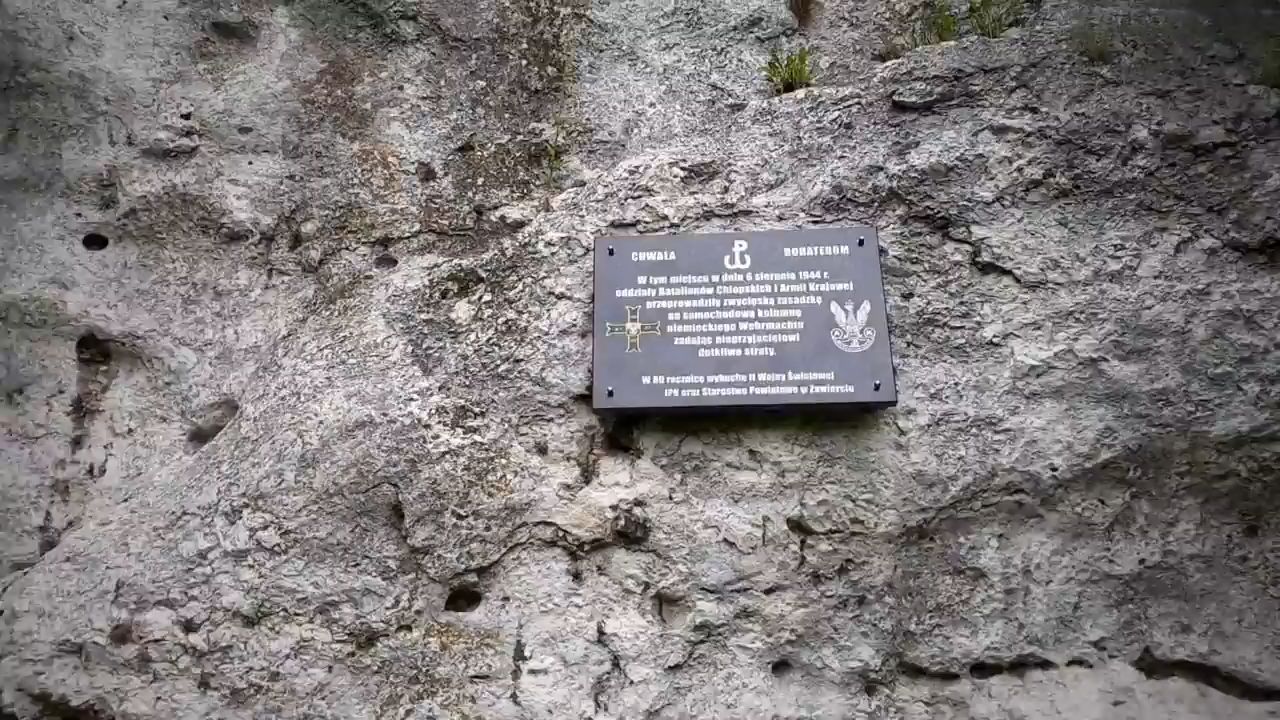 CHWAŁA BOHATEROM
W tym miejscu w dniu 6 sierpnia 1944 r.
oddziały Batalionów Chłopskich i Armii Krajowej
przeprowadziły zwycięską zasadzkę
na samochodową kolumnę
niemieckiego Wehrmachtu
zadając nieprzyjacielowi
dotkliwe straty.
W 80 rocznicę wybuchu II Wojny Światowej
IPN oraz Starostwo Powiatowe w Zawierciu